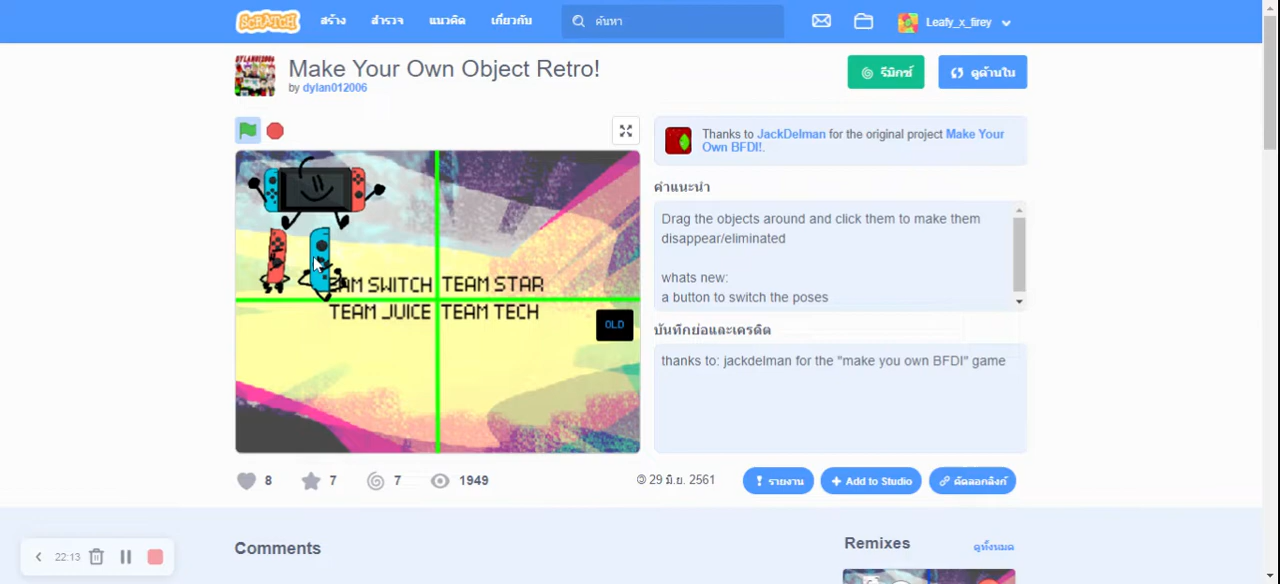 SCRATCH สร้าง สำรวจ แนวคิด เกี่ยวกับ ค้นหา Leafy_x_firey
Make Your Own Object Retro!
by dylan012006
รีมิกซ์ ดูด้านใน
Thanks to JackDelman for the original project Make Your
Own BFDI!.
คำแนะนำ
Drag the objects around and click them to make them
disappear/eliminated
whats new:
a button to switch the poses
บันทึกย่อและเครดิต
thanks to: jackdelman for the "make you own BFDI" game
EAM SWITCH TEAM STAR
TEAM JUICE TEAM TECH
OLD
8 7 7 1949
© 29 มิ.ย. 2561
รายงาน Add to Studio คัดลอกลิงก์
22:13
Comments
Remixes ดูทั้งหมด